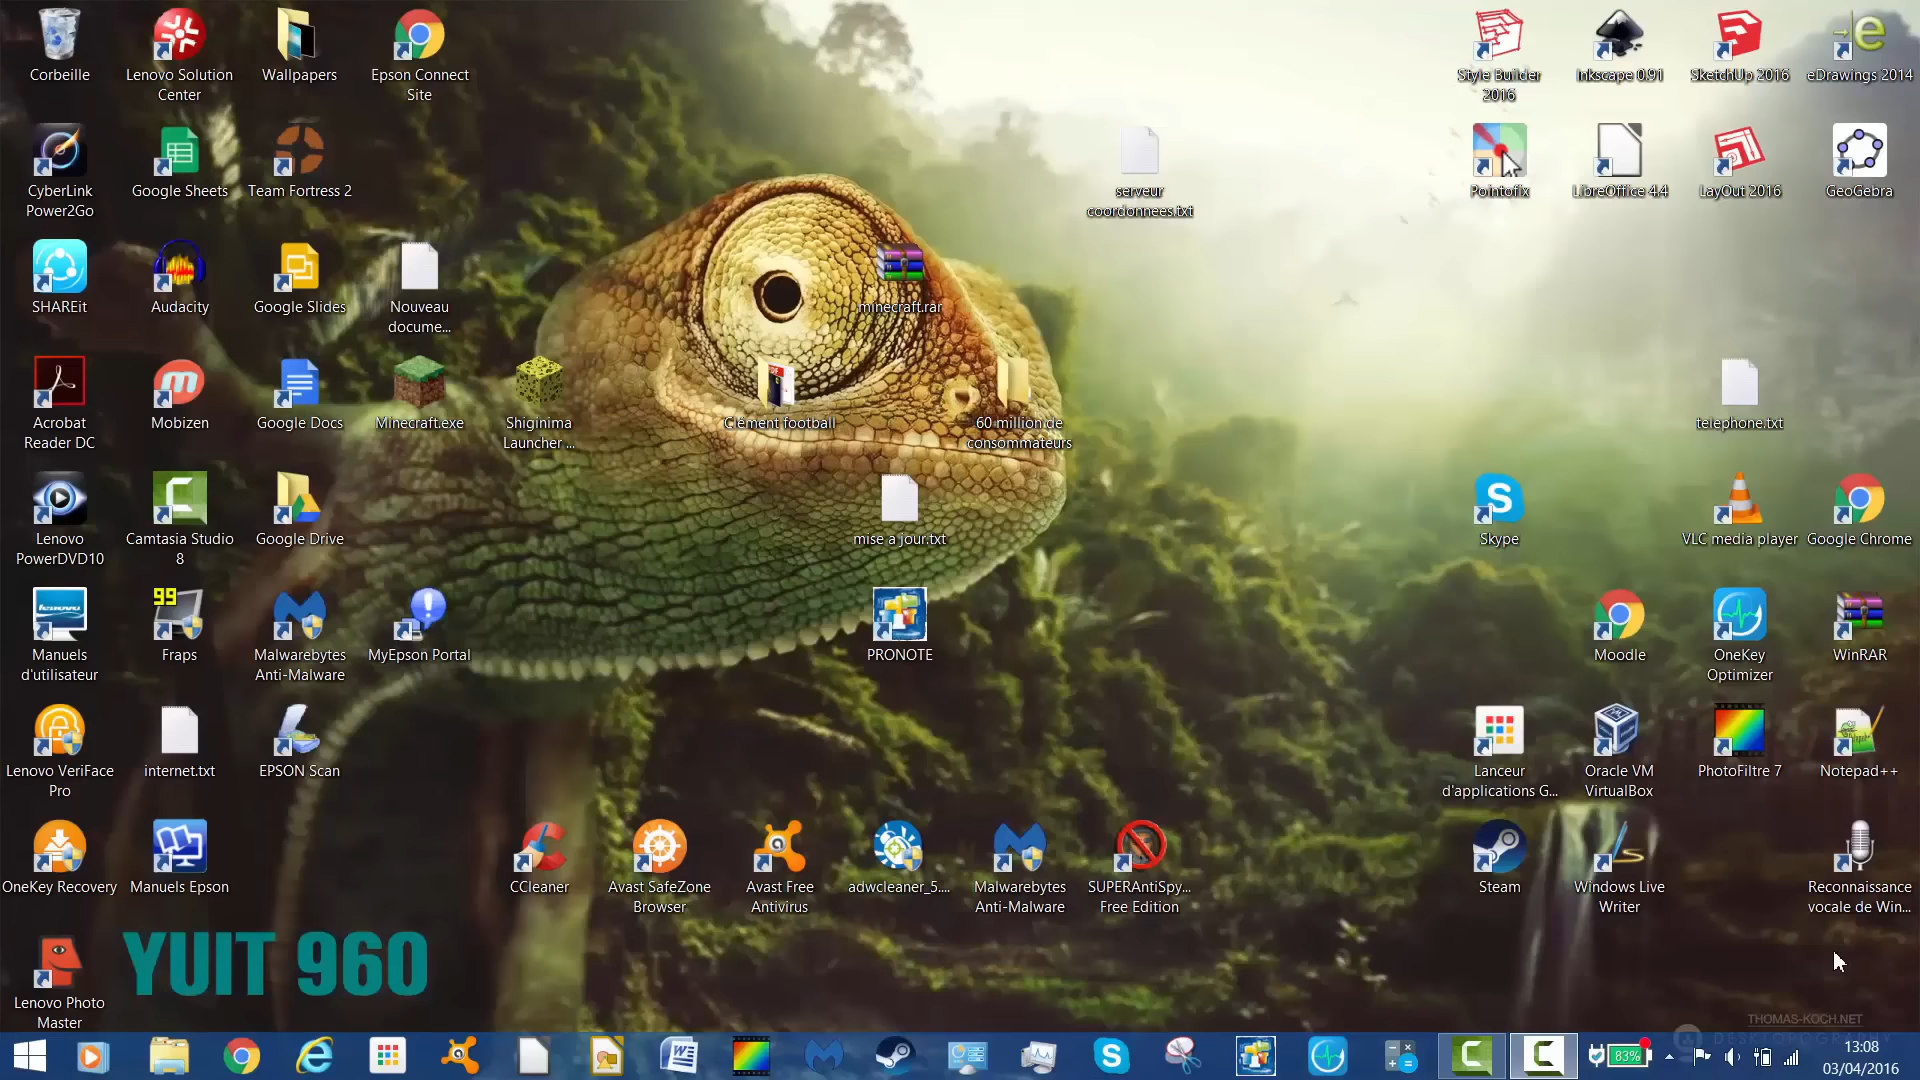 Corbeille
Lenovo Solution
Center
Wallpapers
Epson Connect
Site
Style Builder
2016
Inkscape 0.91
SketchUp 2016
eDrawings 2014
CyberLink
Power2Go
Google Sheets
Team Fortress 2
serveur
coordonnees.txt
Pointofix
LibreOffice 4.4
LayOut 2016
GeoGebra
SHAREit
Audacity
Google Slides
Nouveau
docume...
minecraft.rar
Acrobat
Reader DC
Mobizen
Google Docs
Minecraft.exe
Shiginima
Launcher ...
Clément football
60 million de
consommateurs
telephone.txt
Lenovo
PowerDVD10
Camtasia Studio
8
Google Drive
mise a jour.txt
Skype
VLC media player
Google Chrome
99
Manuels
d'utilisateur
Fraps
Malwarebytes
Anti-Malware
MyEpson Portal
PRONOTE
Moodle
OneKey
Optimizer
WinRAR
Lenovo VeriFace
Pro
internet.txt
EPSON Scan
Lanceur
d'applications G...
Oracle VM
VirtualBox
PhotoFiltre 7
Notepad++
OneKey Recovery
Manuels Epson
CCleaner
Avast SafeZone
Browser
Avast Free
Antivirus
adwcleaner_5....
Malwarebytes
Anti-Malware
SUPERAntiSpy...
Free Edition
Steam
Windows Live
Writer
Reconnaissance
vocale de Win...
YUIT 960
Lenovo Photo
Master
THOMAS-KOCH.NET
83%
13:08
03/04/2016